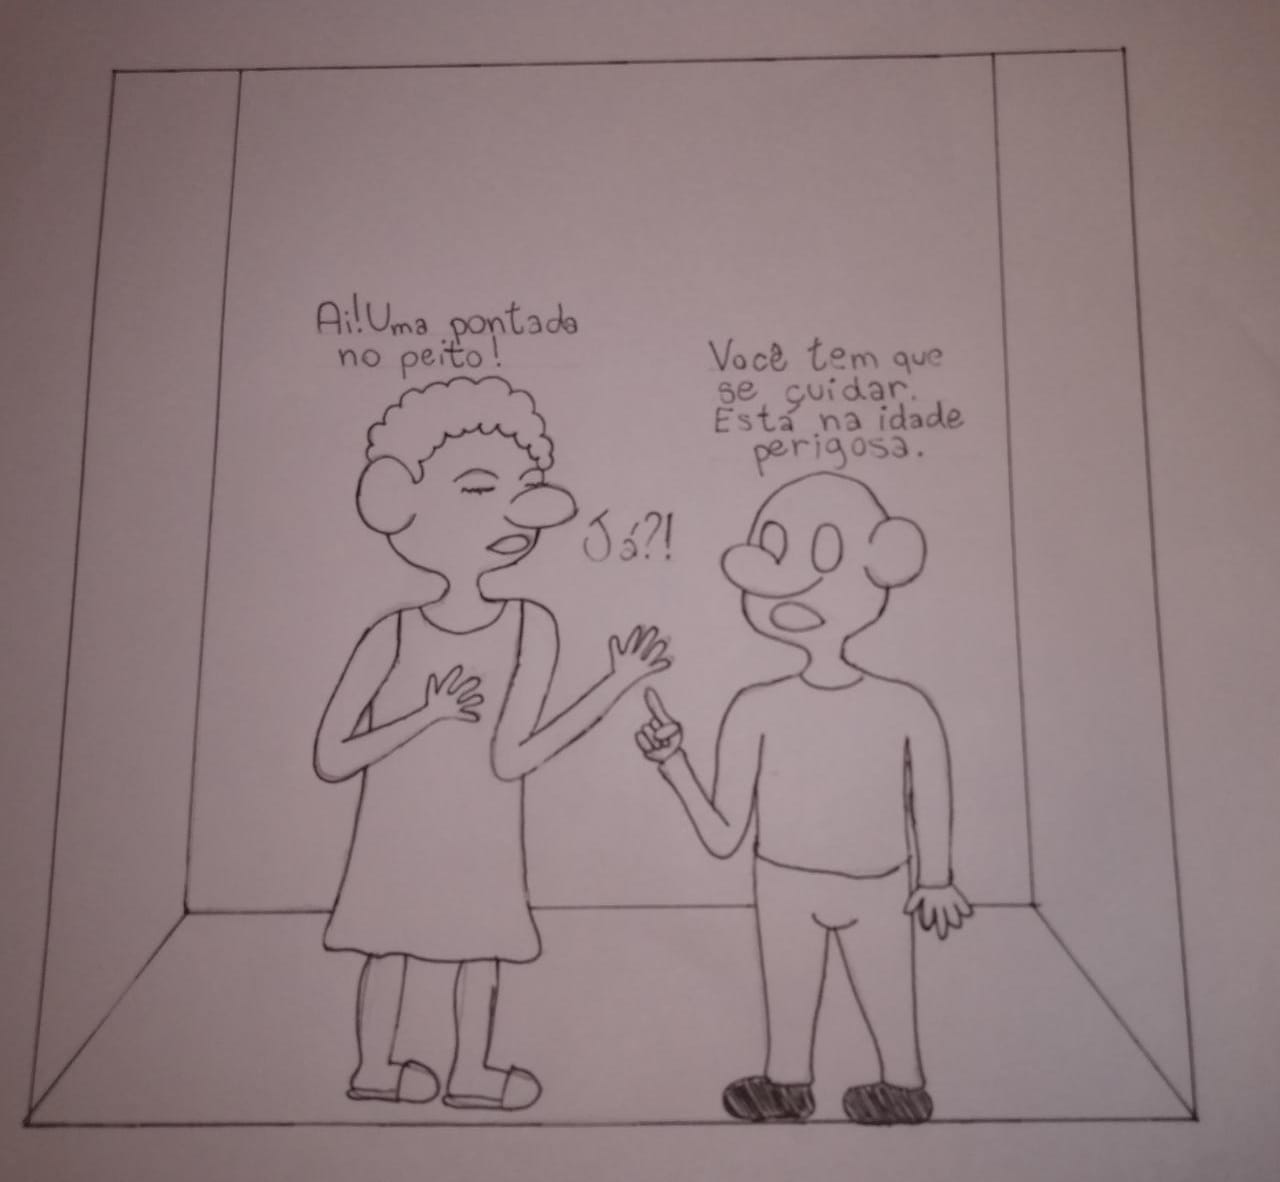 Ai! Uma pontada
no peito!
Você tem que
se cuidar.
Está na idade
perigosa.
Já?!